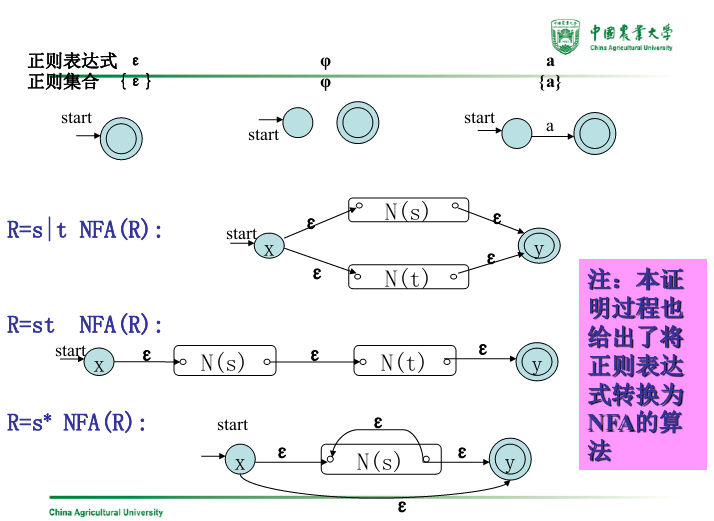 中国农业大学
China Agricultural University
正则表达式 ε φ a
正则集合 {ε} φ {a}
start
start
start a
R=s|t NFA(R):
start x ε N(s) ε y
ε N(t) ε
R=st NFA(R):
start x ε N(s) ε N(t) ε y
R=s* NFA(R):
start
ε
x ε N(s) ε y
ε
注：本证
明过程也
给出了将
正则表达
式转换为
NFA的算
法
China Agricultural University